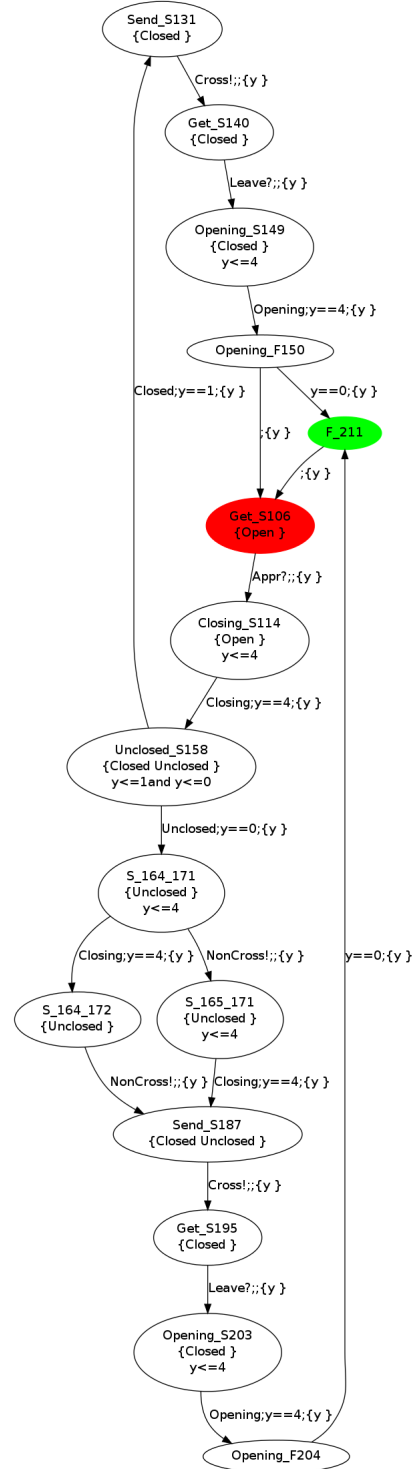 Send_S131
{Closed }
Cross!;;{y }
Get_S140
{Closed }
Leave?;;{y }
Opening_S149
{Closed }
y<=4
Opening;y==4;{y }
Opening_F150
Closed;y==1;{y }
;{y }
y==0;{y }
F_211
;{y }
Get_S106
{Open }
Appr?;;{y }
Closing_S114
{Open }
y<=4
Closing;y==4;{y }
Unclosed_S158
{Closed Unclosed }
y<=1and y<=0
Unclosed;y==0;{y }
S_164_171
{Unclosed }
y<=4
Closing;y==4;{y }
NonCross!;;{y }
y==0;{y }
S_164_172
{Unclosed }
S_165_171
{Unclosed }
y<=4
NonCross!;;{y }
Closing;y==4;{y }
Send_S187
{Closed Unclosed }
Cross!;;{y }
Get_S195
{Closed }
Leave?;;{y }
Opening_S203
{Closed }
y<=4
Opening;y==4;{y }
Opening_F204